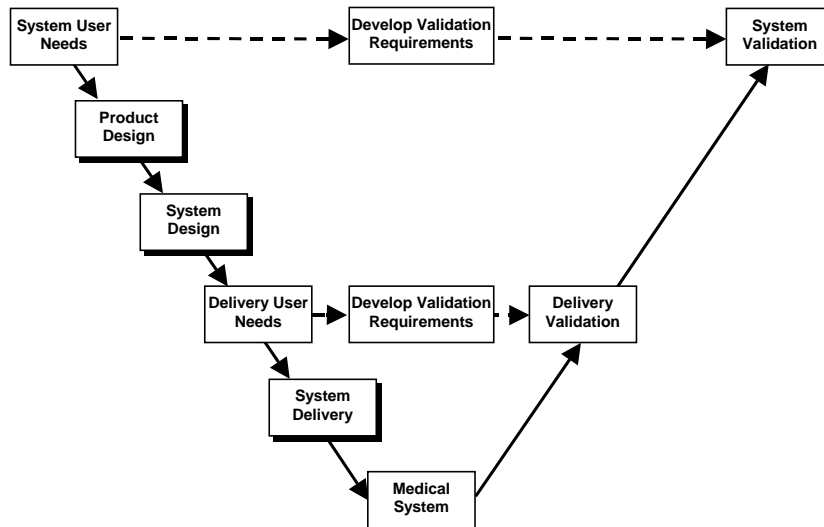 System User
Needs
Develop Validation
Requirements
System
Validation
Product
Design
System
Design
Delivery User
Needs
Develop Validation
Requirements
Delivery
Validation
System
Delivery
Medical
System